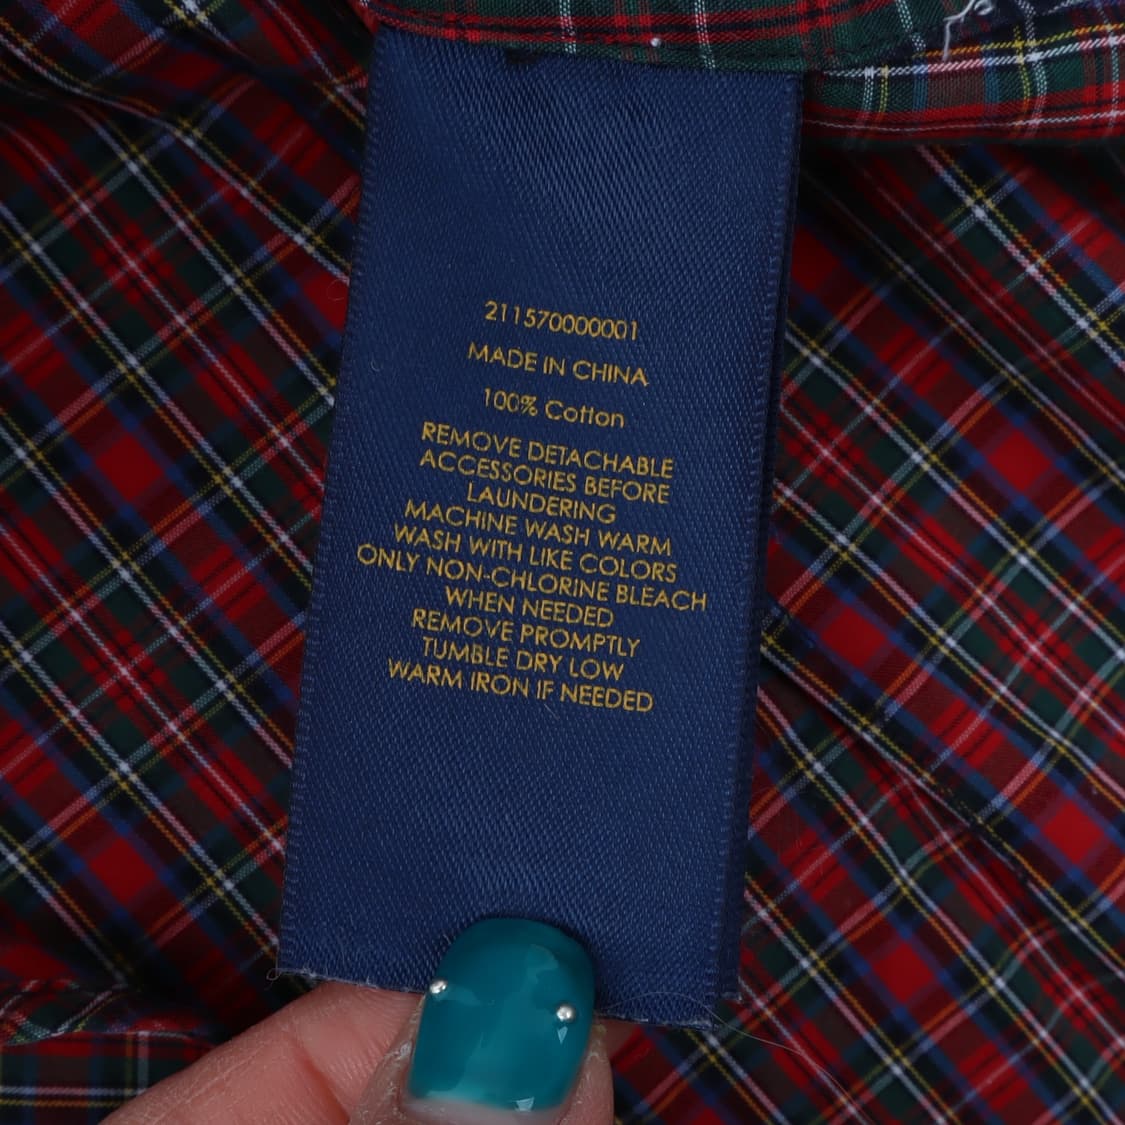 211570000001
MADE IN CHINA
100% Cotton
REMOVE DETACHABLE
ACCESSORIES BEFORE
LAUNDERING
MACHINE WASH WARM
WASH WITH LIKE COLORS
ONLY NON-CHLORINE BLEACH
WHEN NEEDED
REMOVE PROMPTLY
TUMBLE DRY LOW
WARM IRON IF NEEDED